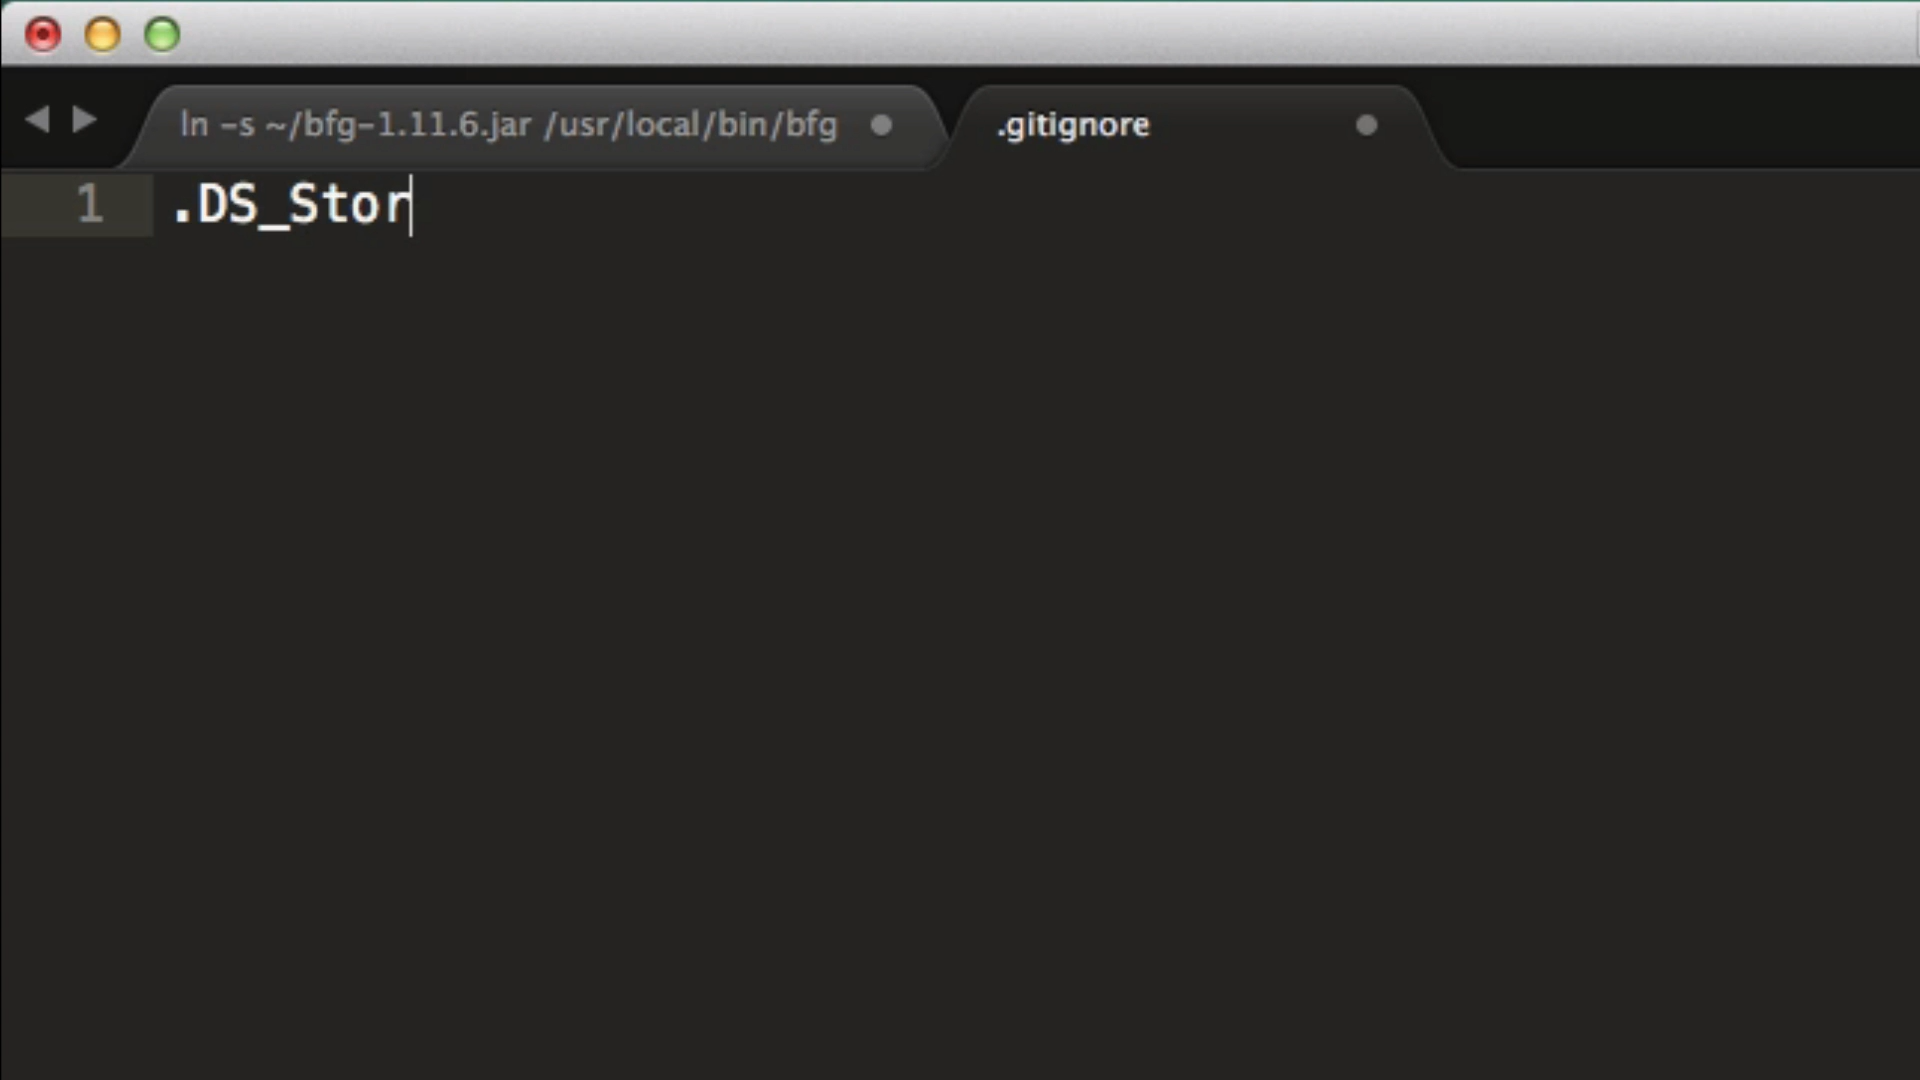 ln -s ~/bfg-1.11.6.jar /usr/local/bin/bfg
.gitignore
1 .DS_Stor